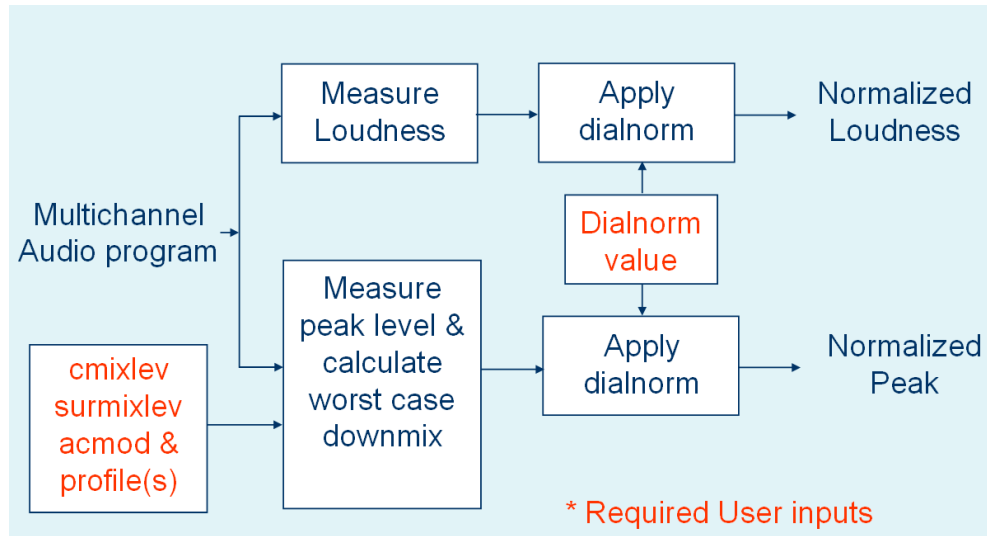 Measure
Loudness
Apply
dialnorm
Normalized
Loudness
Multichannel
Audio program
Dialnorm
value
Measure
peak level &
calculate
worst case
downmix
Apply
dialnorm
Normalized
Peak
cmixlev
surmixlev
acmod &
profile(s)
* Required User inputs